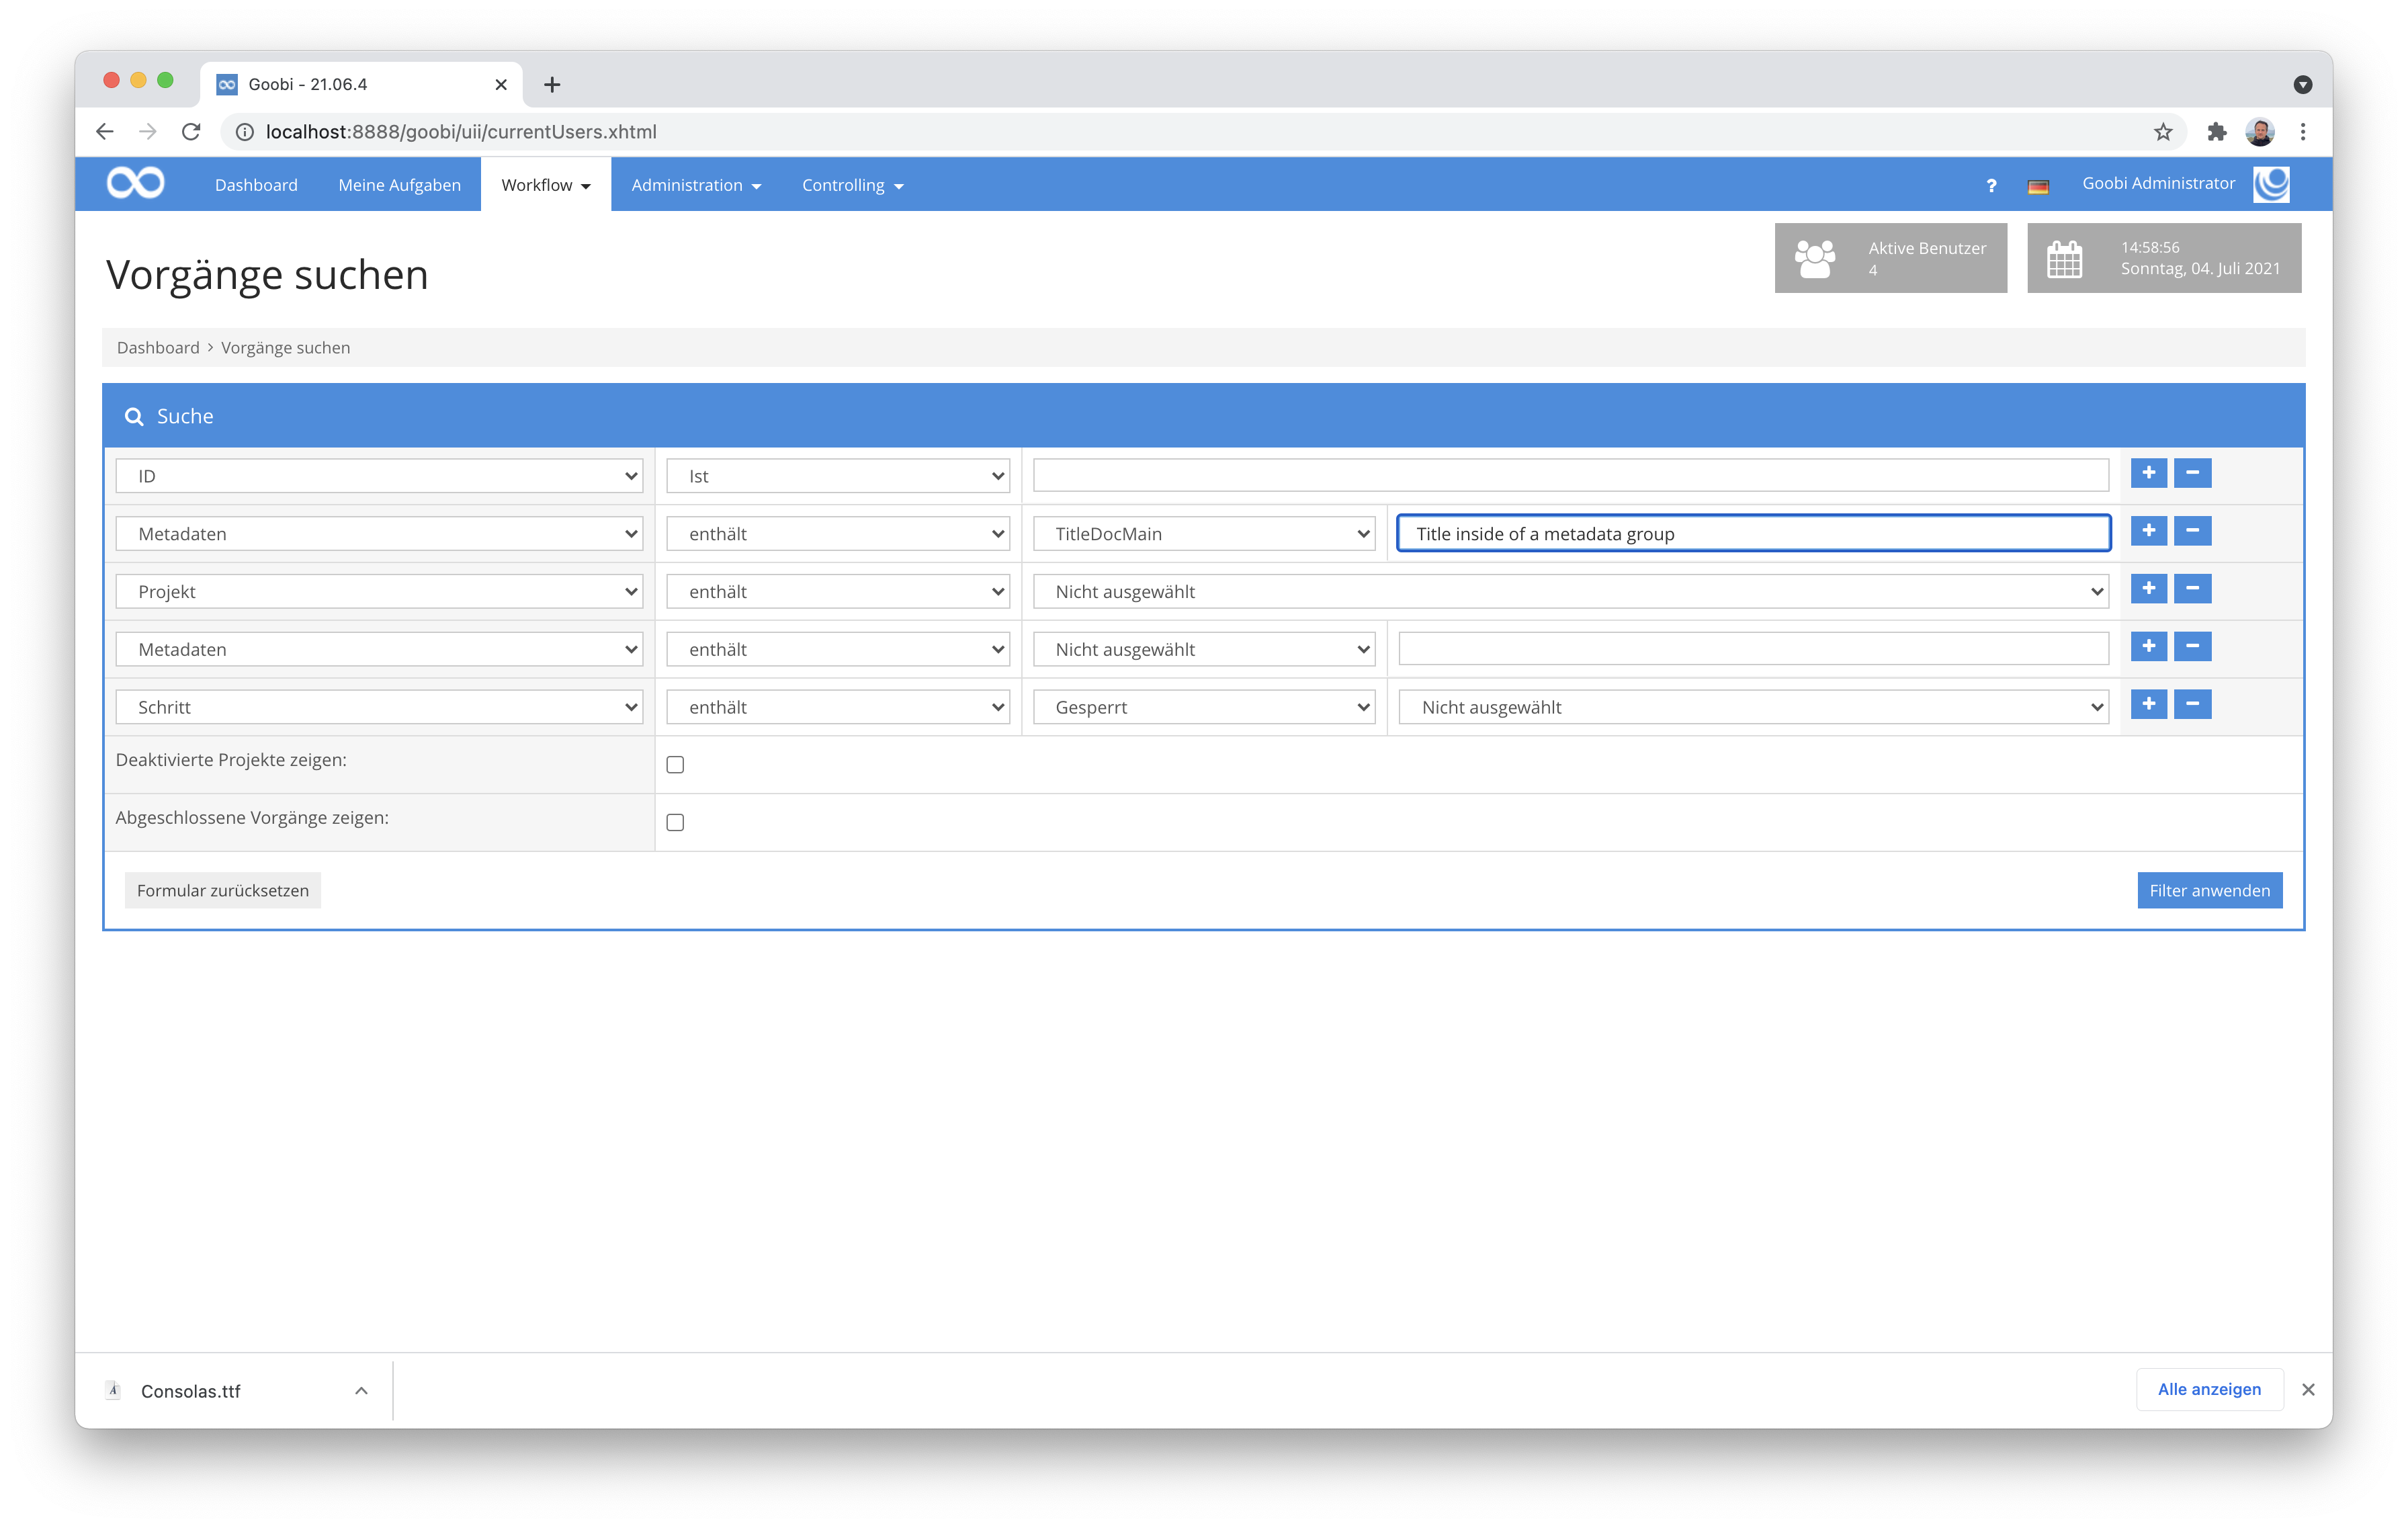 Goobi - 21.06.4
localhost:8888/goobi/uii/currentUsers.xhtml
Dashboard Meine Aufgaben Workflow Administration Controlling ? Goobi Administrator
Vorgänge suchen
Aktive Benutzer
4
14:58:56
Sonntag, 04. Juli 2021
Dashboard › Vorgänge suchen
Suche
ID Ist + −
Metadaten enthält TitleDocMain Title inside of a metadata group + −
Projekt enthält Nicht ausgewählt + −
Metadaten enthält Nicht ausgewählt + −
Schritt enthält Gesperrt Nicht ausgewählt + −
Deaktivierte Projekte zeigen:
Abgeschlossene Vorgänge zeigen:
Formular zurücksetzen Filter anwenden
Consolas.ttf Alle anzeigen